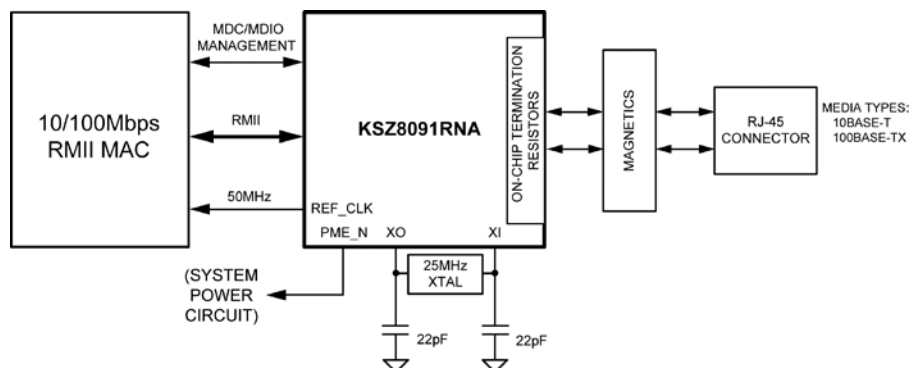 MDC/MDIO
MANAGEMENT
10/100Mbps
RMII MAC
RMII
50MHz
KSZ8091RNA
REF_CLK
PME_N
XO
XI
ON-CHIP TERMINATION
RESISTORS
MAGNETICS
RJ-45
CONNECTOR
MEDIA TYPES:
10BASE-T
100BASE-TX
25MHz
XTAL
(SYSTEM
POWER
CIRCUIT)
22pF
22pF